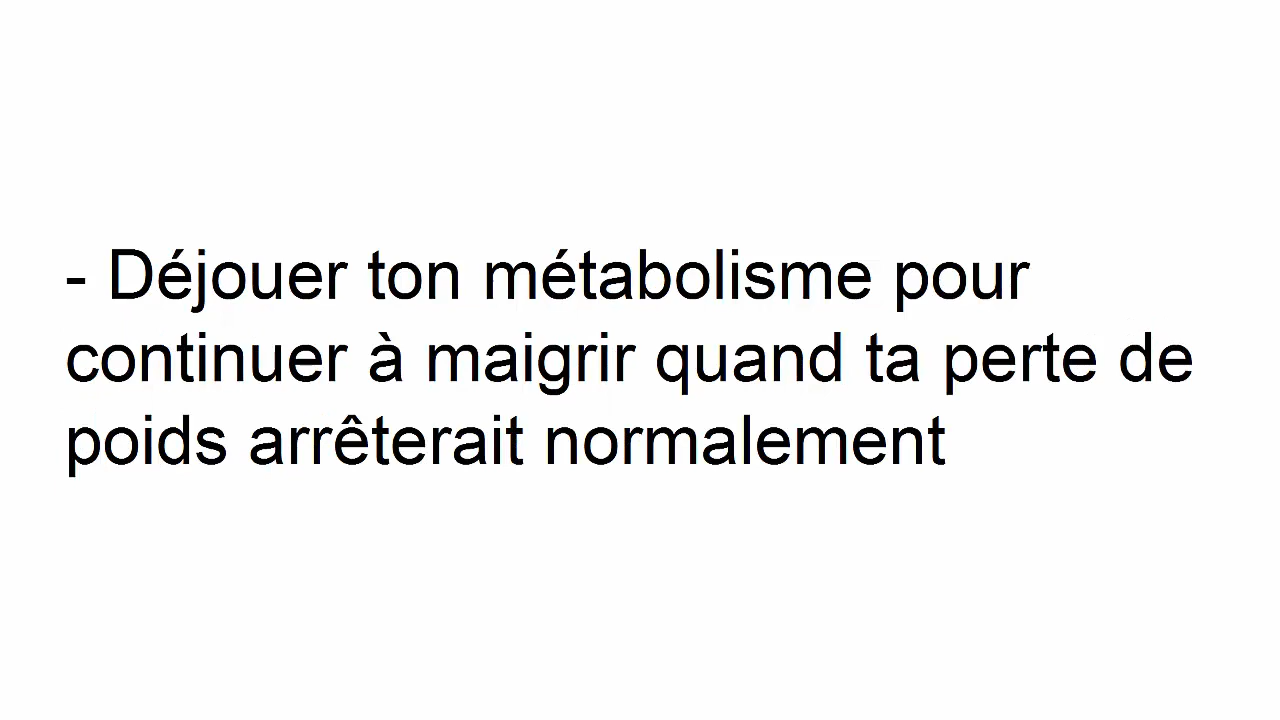 - Déjouer ton métabolisme pour
continuer à maigrir quand ta perte de
poids arrêterait normalement